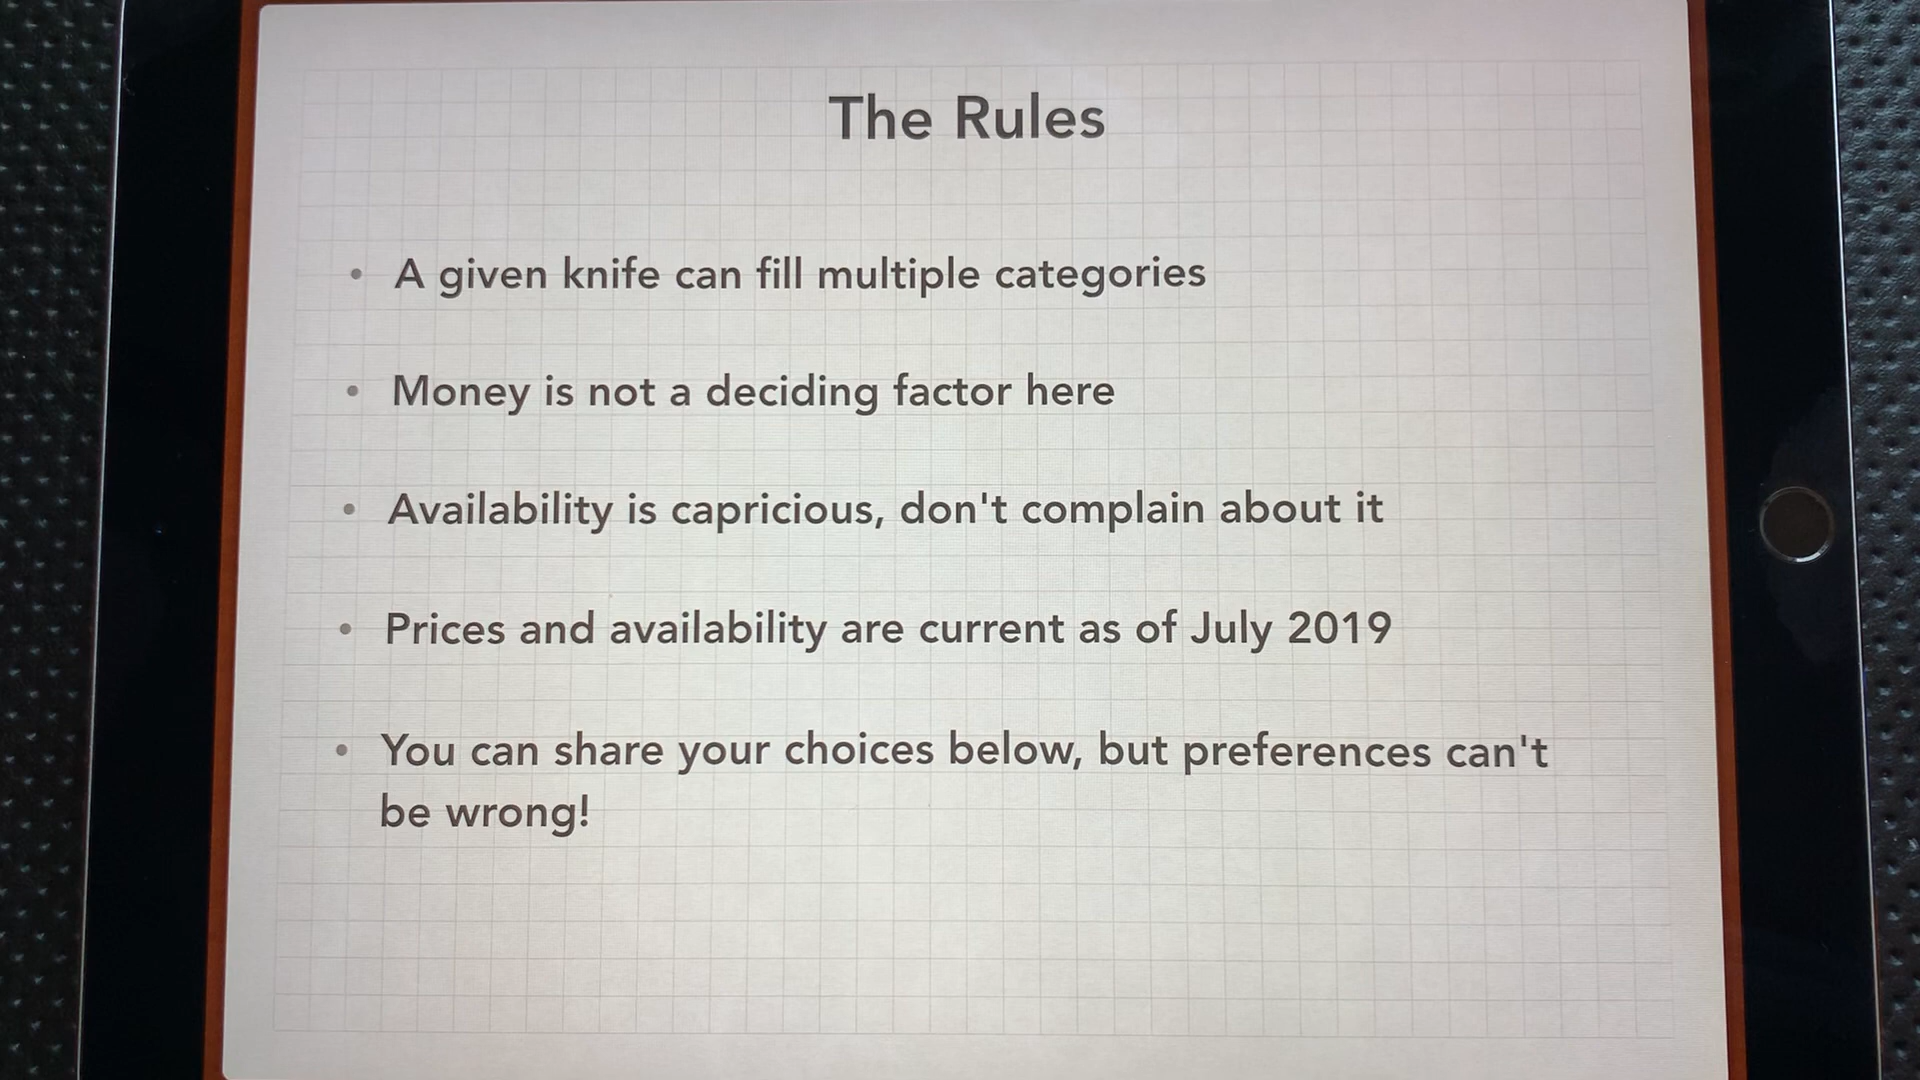 The Rules
• A given knife can fill multiple categories
• Money is not a deciding factor here
• Availability is capricious, don't complain about it
• Prices and availability are current as of July 2019
• You can share your choices below, but preferences can't
be wrong!